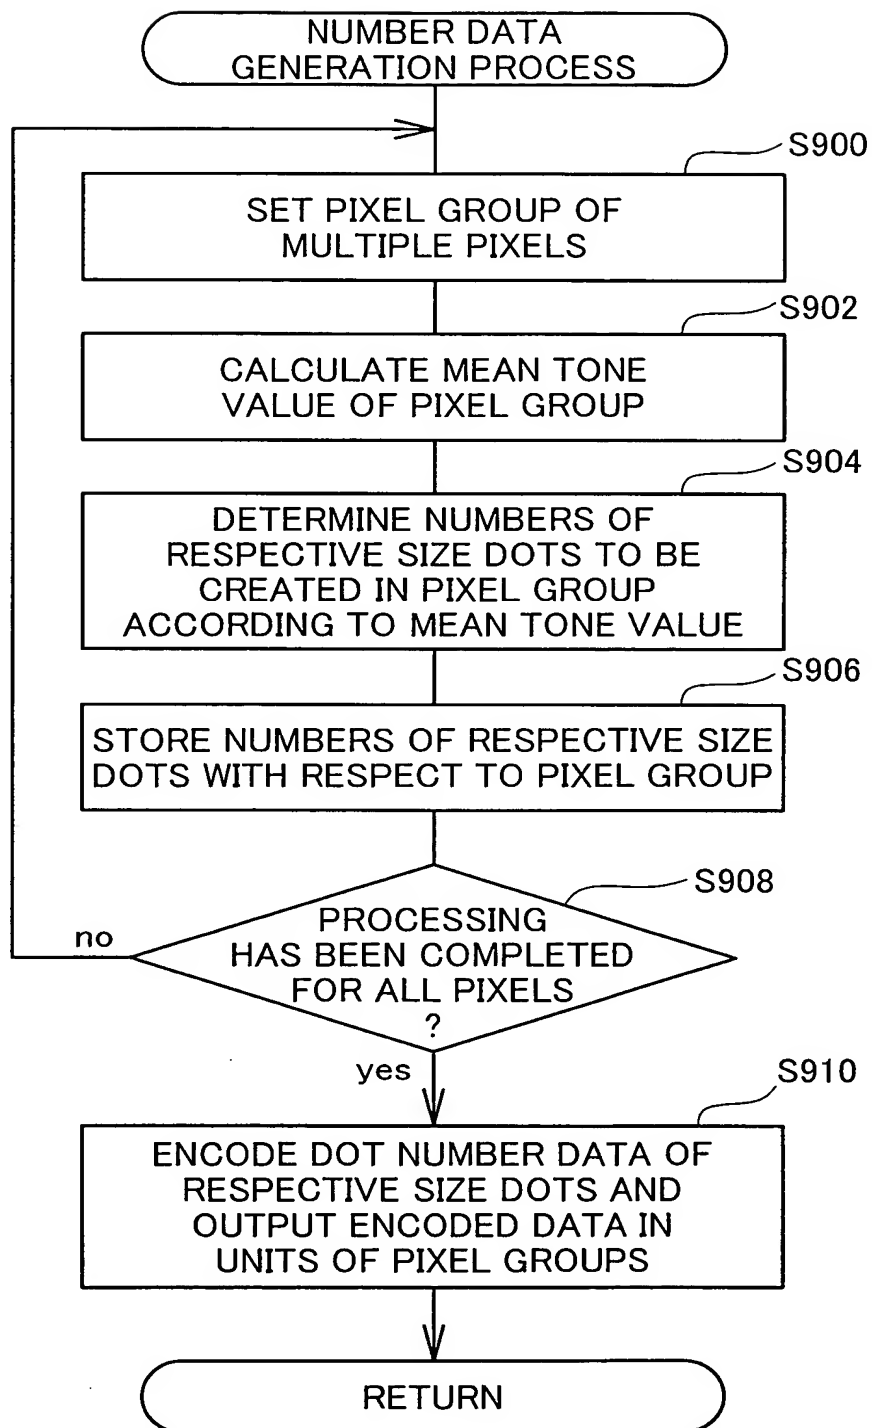 NUMBER DATA
GENERATION PROCESS
S900
SET PIXEL GROUP OF
MULTIPLE PIXELS
S902
CALCULATE MEAN TONE
VALUE OF PIXEL GROUP
S904
DETERMINE NUMBERS OF
RESPECTIVE SIZE DOTS TO BE
CREATED IN PIXEL GROUP
ACCORDING TO MEAN TONE VALUE
S906
STORE NUMBERS OF RESPECTIVE SIZE
DOTS WITH RESPECT TO PIXEL GROUP
S908
PROCESSING
HAS BEEN COMPLETED
FOR ALL PIXELS
?
no
yes
S910
ENCODE DOT NUMBER DATA OF
RESPECTIVE SIZE DOTS AND
OUTPUT ENCODED DATA IN
UNITS OF PIXEL GROUPS
RETURN